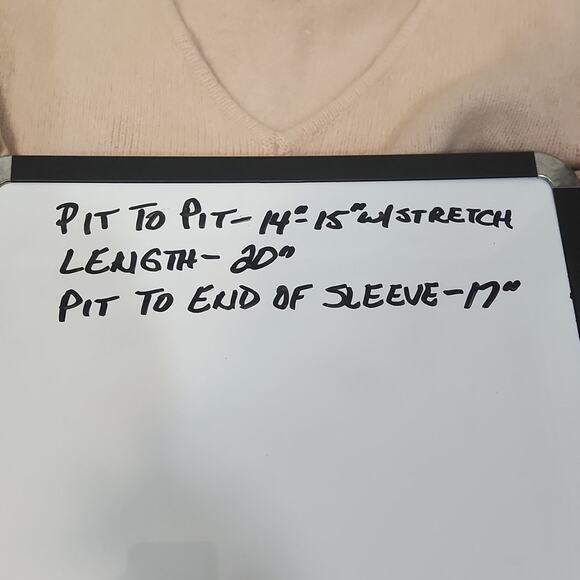 PIT TO PIT- 14"-15" w/STRETCH
LENGTH- 20"
PIT TO END OF SLEEVE-17"